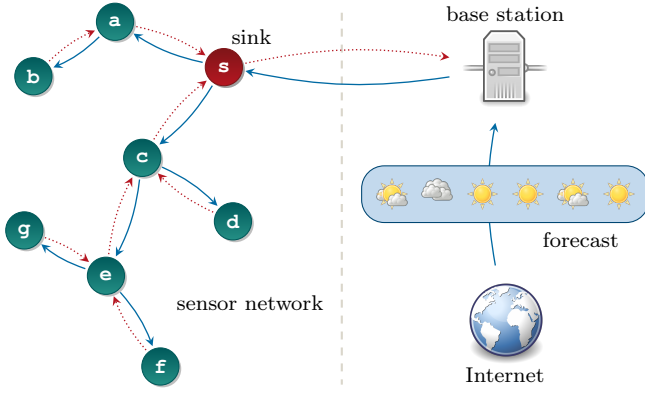 a
base station
sink
b
s
c
d
g
forecast
e
sensor network
f
Internet